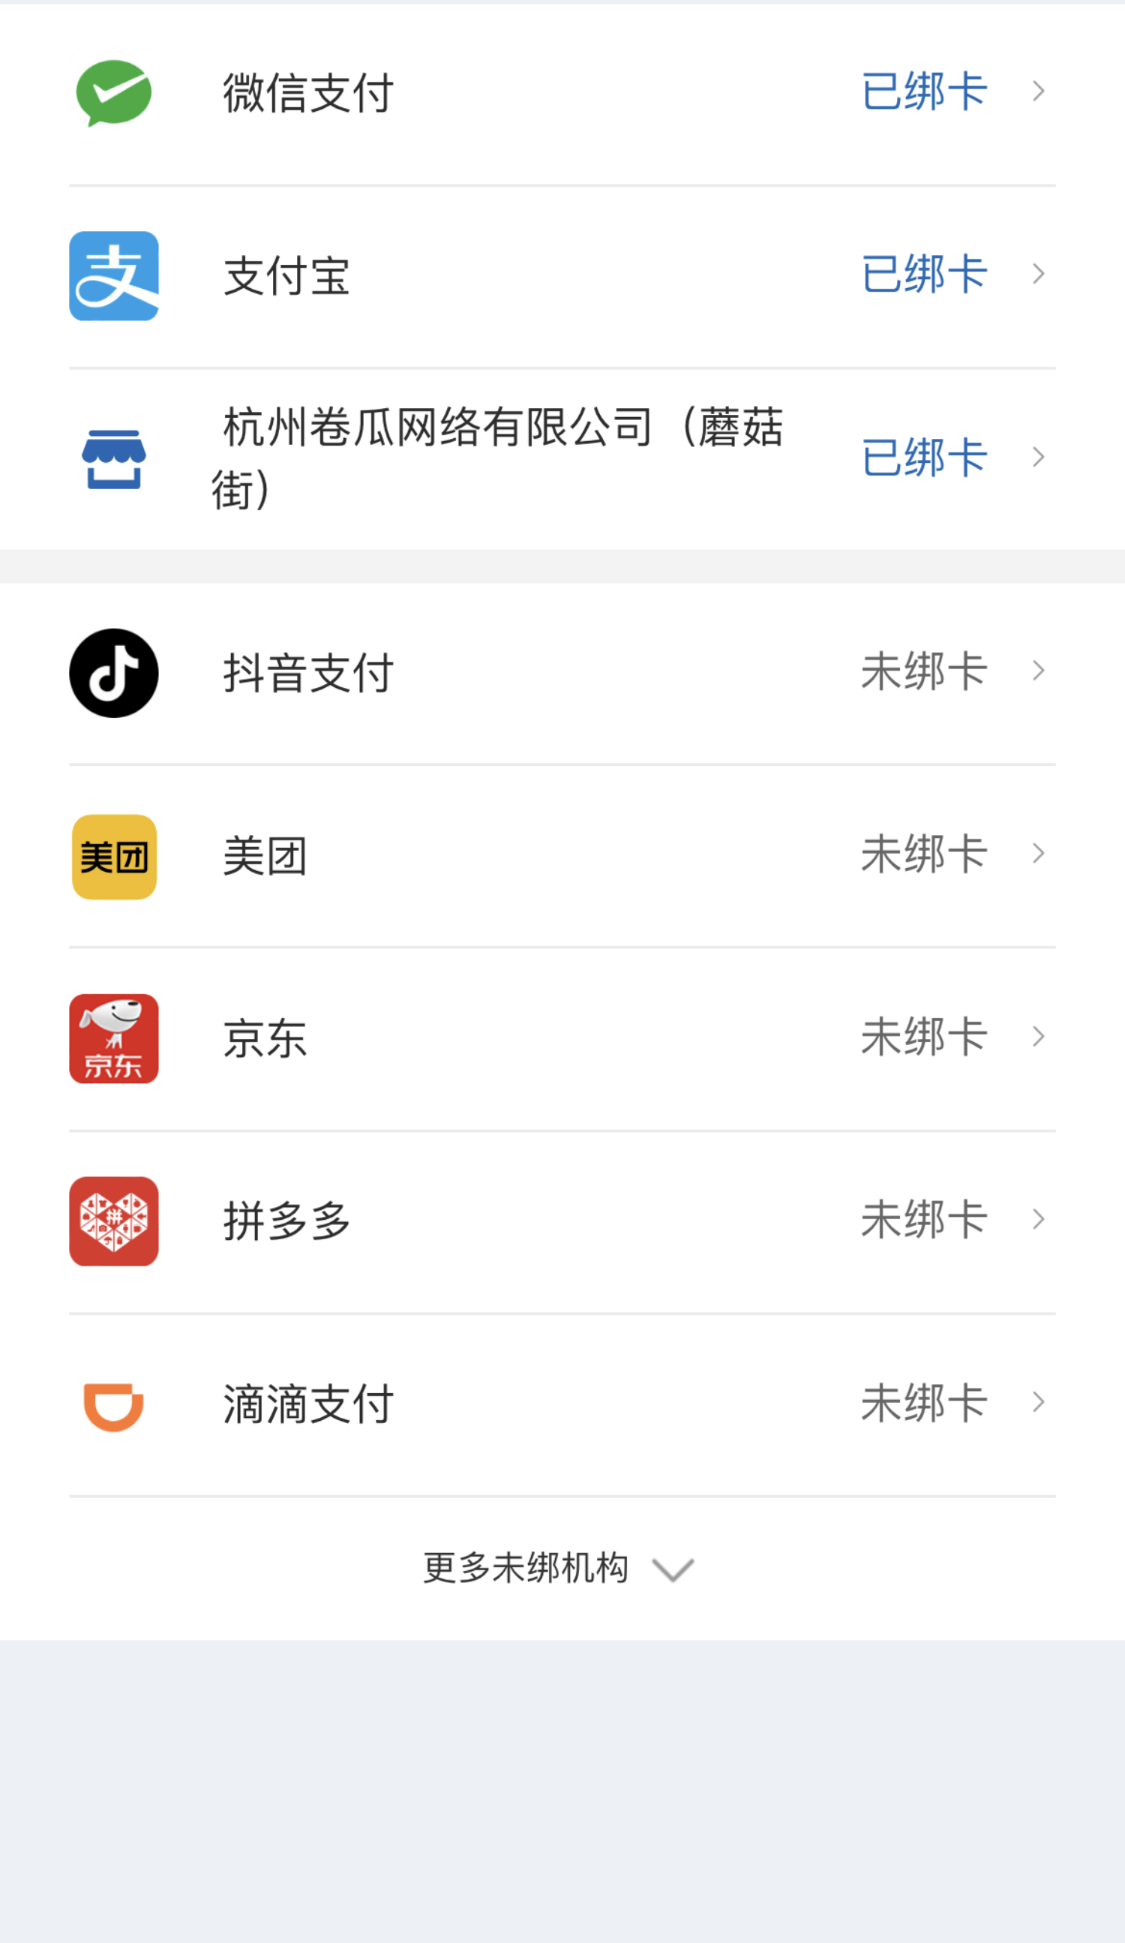 微信支付 已绑卡
支 支付宝 已绑卡
杭州卷瓜网络有限公司（蘑菇
街） 已绑卡
抖音支付 未绑卡
美团 美团 未绑卡
京东 京东 未绑卡
拼 拼多多 未绑卡
滴滴支付 未绑卡
更多未绑机构